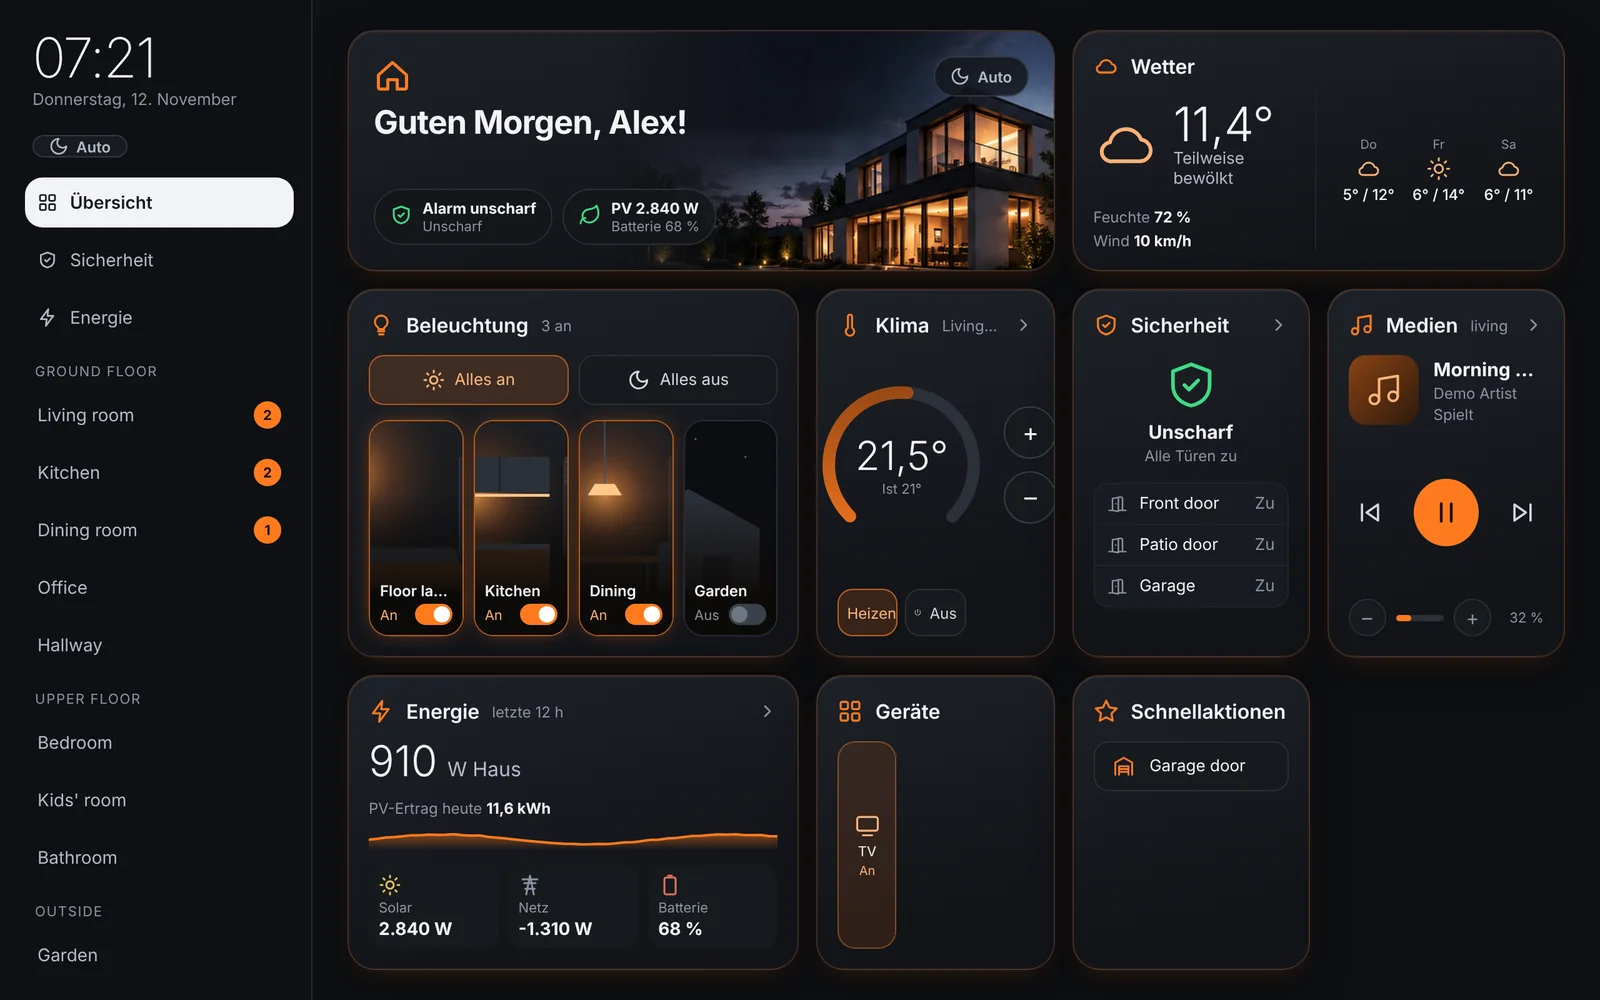 07:21
Donnerstag, 12. November
Auto
Übersicht
Sicherheit
Energie
GROUND FLOOR
Living room 2
Kitchen 2
Dining room 1
Office
Hallway
UPPER FLOOR
Bedroom
Kids' room
Bathroom
OUTSIDE
Garden
Auto
Guten Morgen, Alex!
Alarm unscharf
Unscharf
PV 2.840 W
Batterie 68 %
Wetter
11,4°
Teilweise
bewölkt
Feuchte 72 %
Wind 10 km/h
Do Fr Sa
5° / 12° 6° / 14° 6° / 11°
Beleuchtung 3 an
Alles an
Alles aus
Floor la...
An
Kitchen
An
Dining
An
Garden
Aus
Klima Living...
21,5°
Ist 21°
+
−
Heizen
Aus
Sicherheit
Unscharf
Alle Türen zu
Front door Zu
Patio door Zu
Garage Zu
Medien living
Morning ...
Demo Artist
Spielt
− + 32 %
Energie letzte 12 h
910 W Haus
PV-Ertrag heute 11,6 kWh
Solar
2.840 W
Netz
-1.310 W
Batterie
68 %
Geräte
TV
An
Schnellaktionen
Garage door